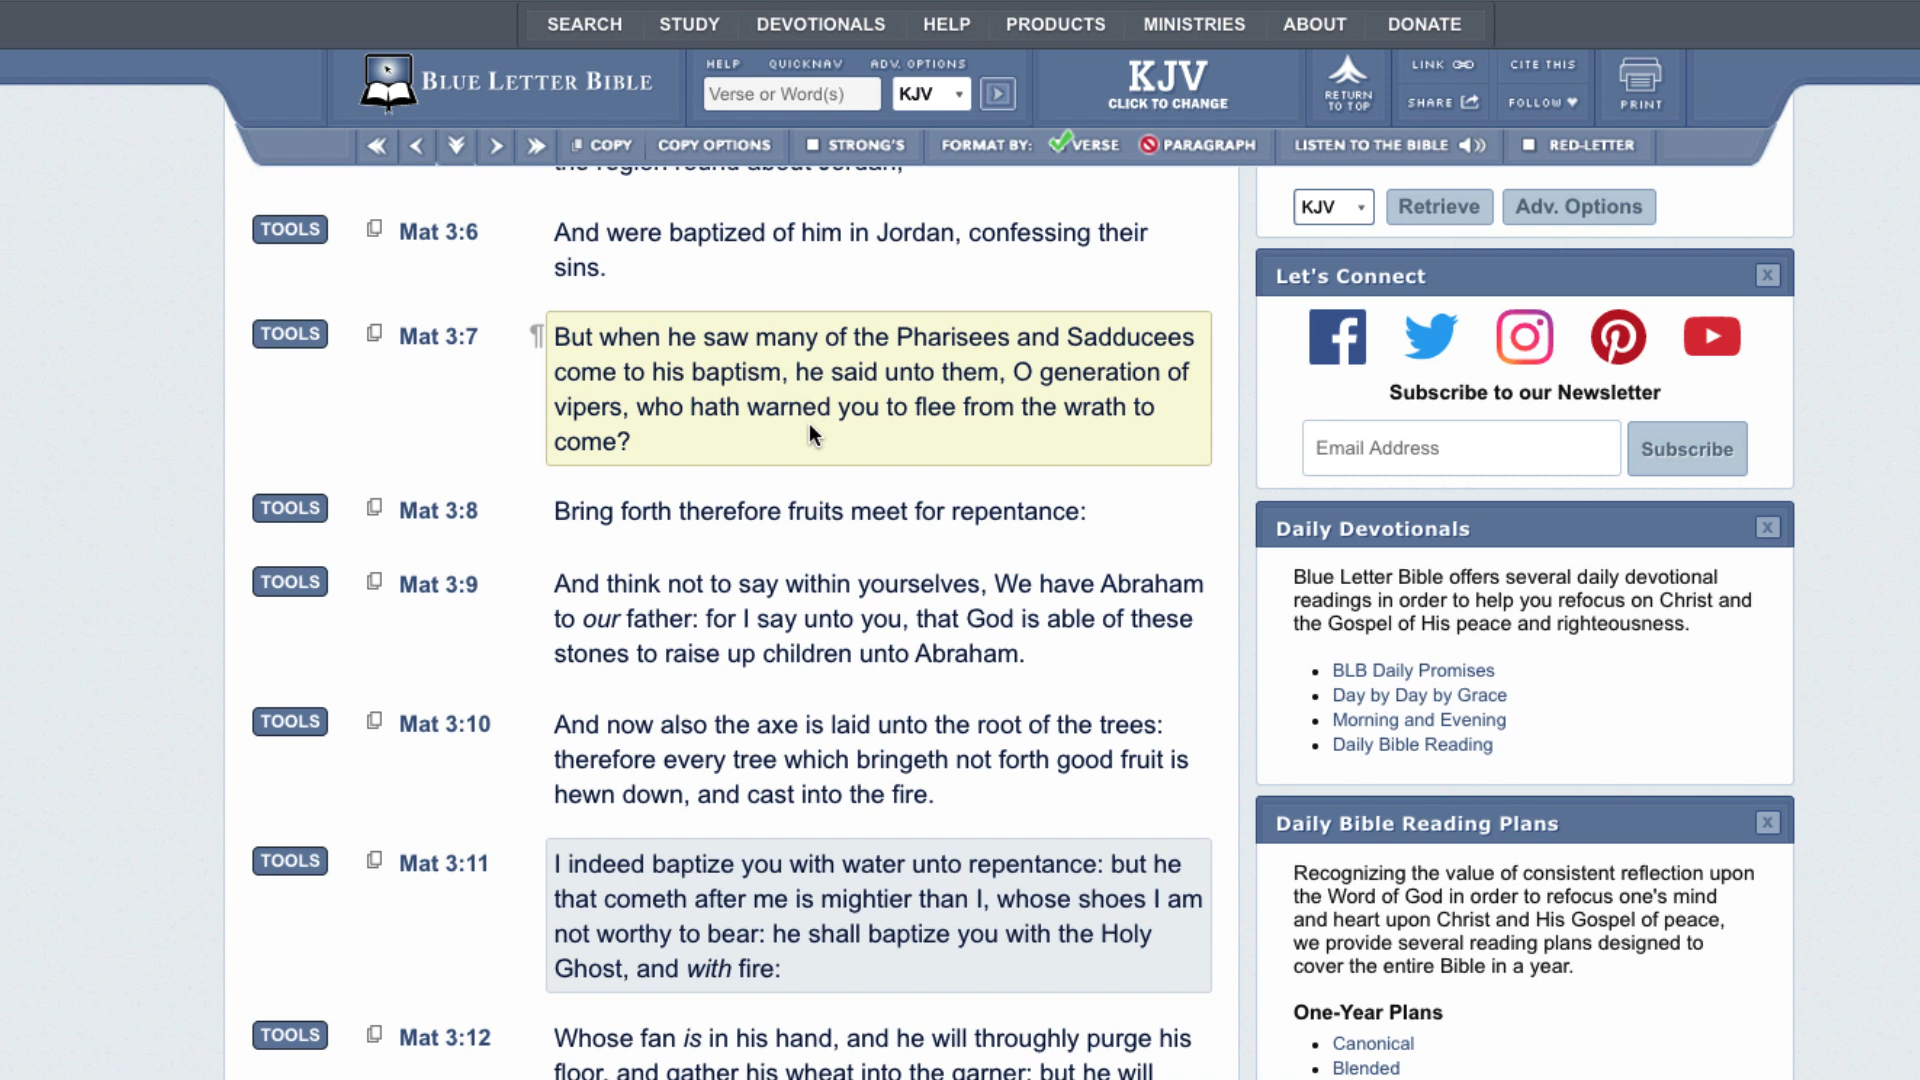 SEARCH STUDY DEVOTIONALS HELP PRODUCTS MINISTRIES ABOUT DONATE
BLUE LETTER BIBLE
HELP QUICKNAV ADV. OPTIONS
Verse or Word(s) KJV
KJV
CLICK TO CHANGE
RETURN
TO TOP
LINK
SHARE
CITE THIS
FOLLOW
PRINT
COPY COPY OPTIONS STRONG'S FORMAT BY: VERSE PARAGRAPH LISTEN TO THE BIBLE RED-LETTER
the region round about Jordan,
TOOLS Mat 3:6 And were baptized of him in Jordan, confessing their
sins.
TOOLS Mat 3:7 ¶ But when he saw many of the Pharisees and Sadducees
come to his baptism, he said unto them, O generation of
vipers, who hath warned you to flee from the wrath to
come?
TOOLS Mat 3:8 Bring forth therefore fruits meet for repentance:
TOOLS Mat 3:9 And think not to say within yourselves, We have Abraham
to our father: for I say unto you, that God is able of these
stones to raise up children unto Abraham.
TOOLS Mat 3:10 And now also the axe is laid unto the root of the trees:
therefore every tree which bringeth not forth good fruit is
hewn down, and cast into the fire.
TOOLS Mat 3:11 I indeed baptize you with water unto repentance: but he
that cometh after me is mightier than I, whose shoes I am
not worthy to bear: he shall baptize you with the Holy
Ghost, and with fire:
TOOLS Mat 3:12 Whose fan is in his hand, and he will throughly purge his
floor, and gather his wheat into the garner; but he will
KJV Retrieve Adv. Options
Let's Connect X
Subscribe to our Newsletter
Email Address Subscribe
Daily Devotionals X
Blue Letter Bible offers several daily devotional
readings in order to help you refocus on Christ and
the Gospel of His peace and righteousness.
BLB Daily Promises
Day by Day by Grace
Morning and Evening
Daily Bible Reading
Daily Bible Reading Plans X
Recognizing the value of consistent reflection upon
the Word of God in order to refocus one's mind
and heart upon Christ and His Gospel of peace,
we provide several reading plans designed to
cover the entire Bible in a year.
One-Year Plans
Canonical
Blended